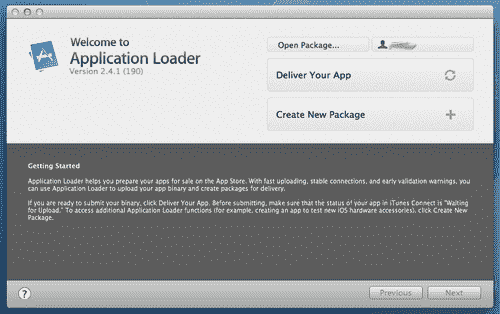 Welcome to
Application Loader
Version 2.4.1 (190)
Open Package...
Deliver Your App
Create New Package
Getting Started
Application Loader helps you prepare your apps for sale on the App Store. With fast uploading, stable connections, and early validation warnings, you
can use Application Loader to upload your app binary and create packages for delivery.
If you are ready to submit your binary, click Deliver Your App. Before submitting, make sure that the status of your app in iTunes Connect is "Waiting
for Upload." To access additional Application Loader functions (for example, creating an app to test new iOS hardware accessories), click Create New
Package.
?
Previous
Next